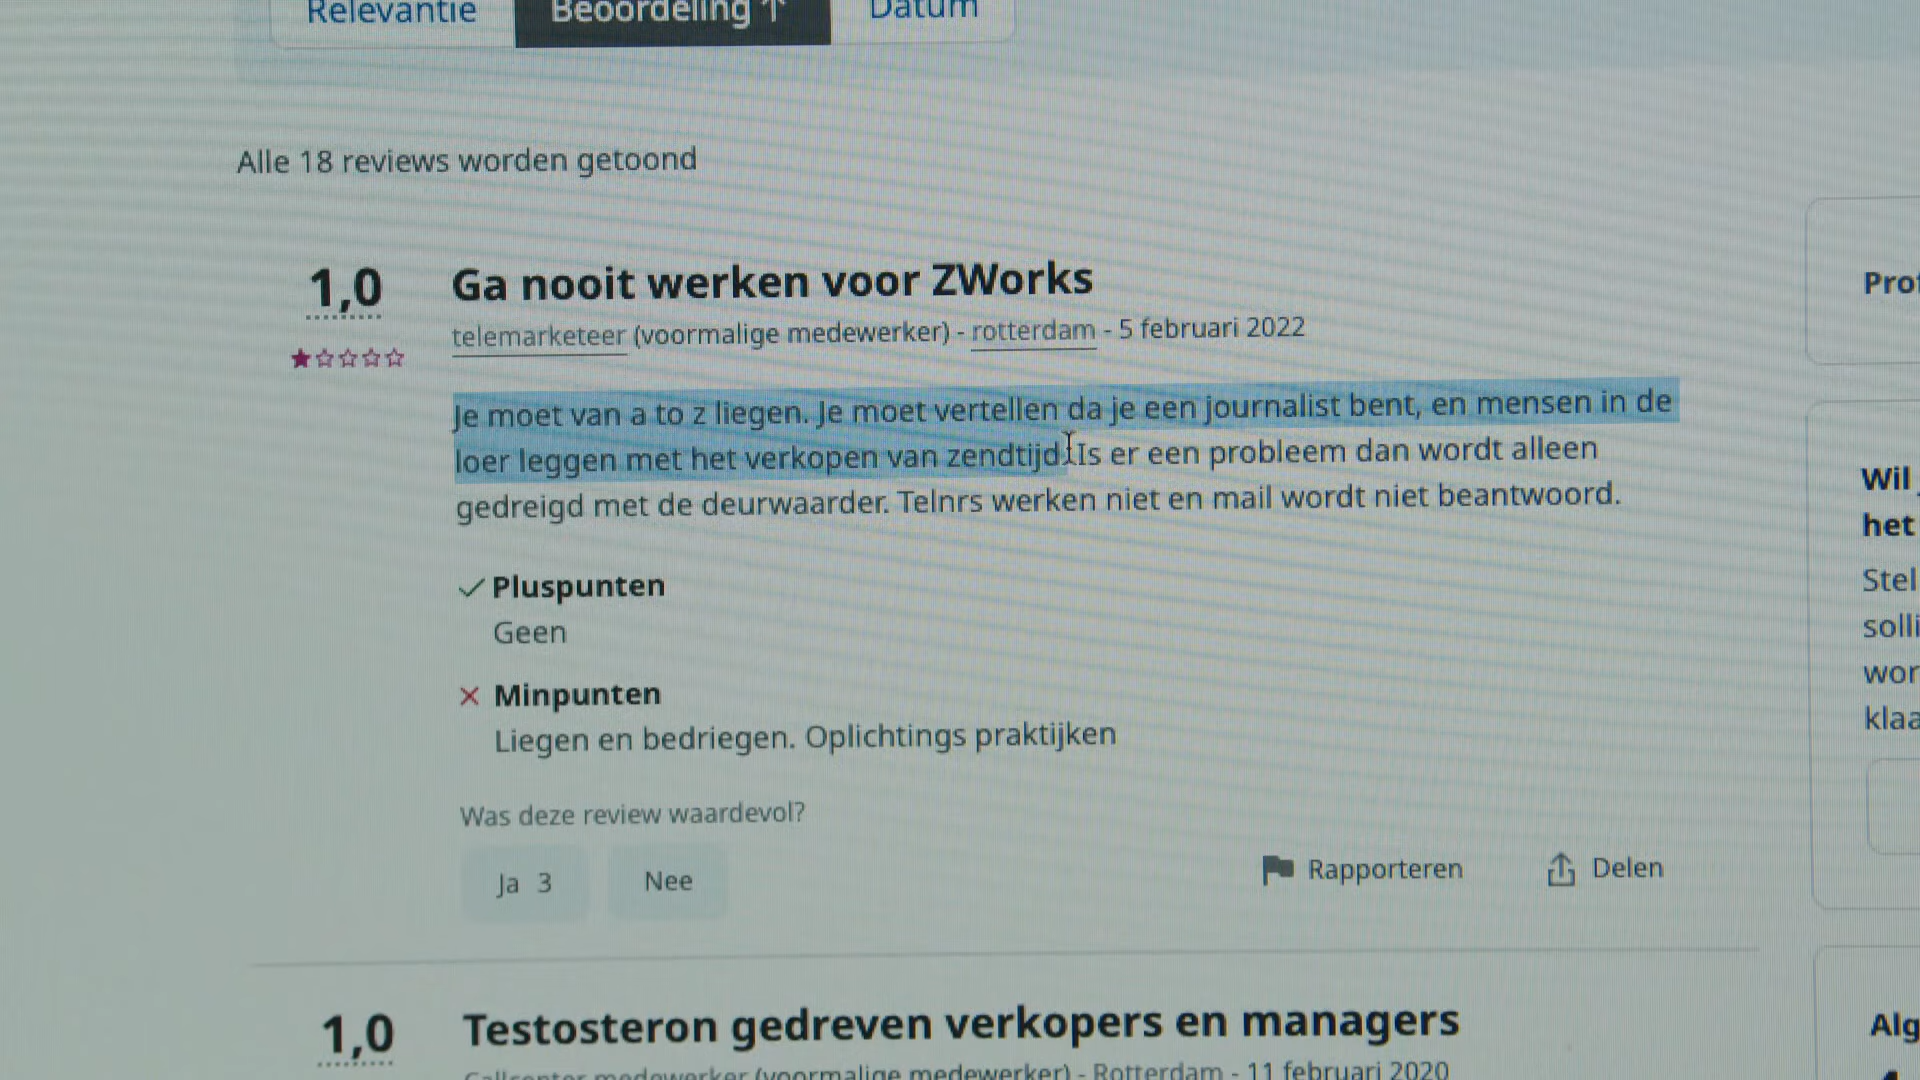 Relevantie Beoordeling ↑ Datum
Alle 18 reviews worden getoond
1,0
Ga nooit werken voor ZWorks
telemarketeer (voormalige medewerker) - rotterdam - 5 februari 2022
Je moet van a to z liegen. Je moet vertellen da je een journalist bent, en mensen in de
loer leggen met het verkopen van zendtijd. Is er een probleem dan wordt alleen
gedreigd met de deurwaarder. Telnrs werken niet en mail wordt niet beantwoord.
Pluspunten
Geen
Minpunten
Liegen en bedriegen. Oplichtings praktijken
Was deze review waardevol?
Ja 3 Nee
Rapporteren Delen
1,0
Testosteron gedreven verkopers en managers
Callcenter medewerker (voormalige medewerker) - Rotterdam - 11 februari 2020
Wil
het
Stel